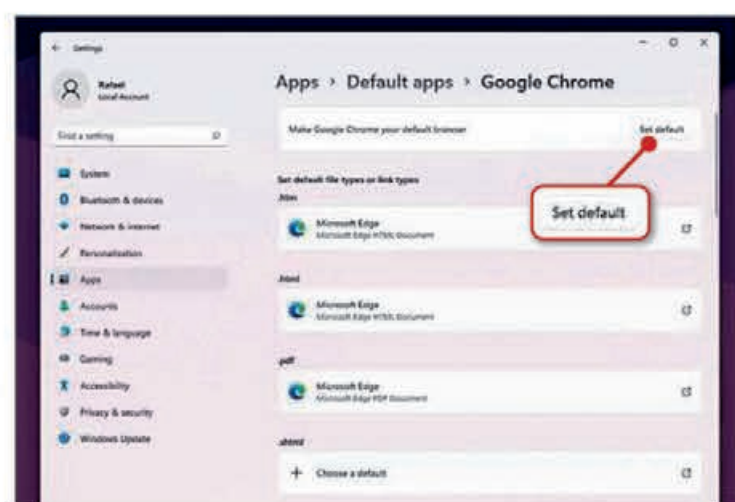 Settings
Rafael
Local Account
Find a setting
System
Bluetooth & devices
Network & internet
Personalisation
Apps
Accounts
Time & language
Gaming
Accessibility
Privacy & security
Windows Update
Apps > Default apps > Google Chrome
Make Google Chrome your default browser
Set default
Set default
Set default file types or link types
.htm
Microsoft Edge
Microsoft Edge HTML Document
.html
Microsoft Edge
Microsoft Edge HTML Document
.pdf
Microsoft Edge
Microsoft Edge PDF Document
.shtml
Choose a default